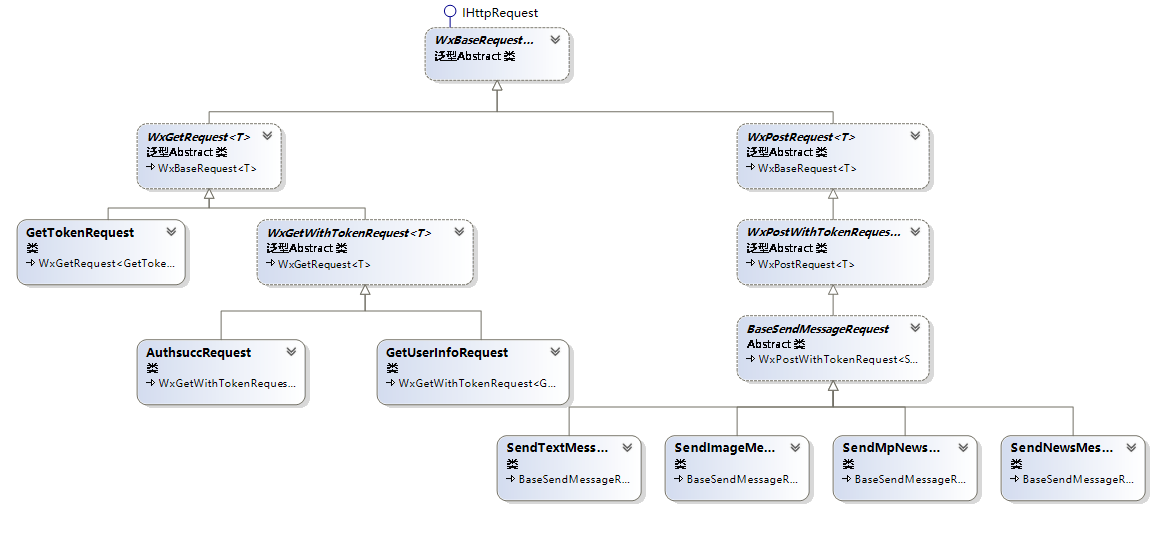 IHttpRequest
WxBaseRequest...
泛型Abstract 类
WxGetRequest<T>
泛型Abstract 类
WxBaseRequest<T>
WxPostRequest<T>
泛型Abstract 类
WxBaseRequest<T>
GetTokenRequest
类
WxGetRequest<GetToke...
WxGetWithTokenRequest<T>
泛型Abstract 类
WxGetRequest<T>
WxPostWithTokenReques...
泛型Abstract 类
WxPostRequest<T>
AuthsuccRequest
类
WxGetWithTokenReques...
GetUserInfoRequest
类
WxGetWithTokenRequest<G...
BaseSendMessageRequest
Abstract 类
WxPostWithTokenRequest<S...
SendTextMess...
类
BaseSendMessageR...
SendImageMe...
类
BaseSendMessageR...
SendMpNews...
类
BaseSendMessageR...
SendNewsMes...
类
BaseSendMessageR...